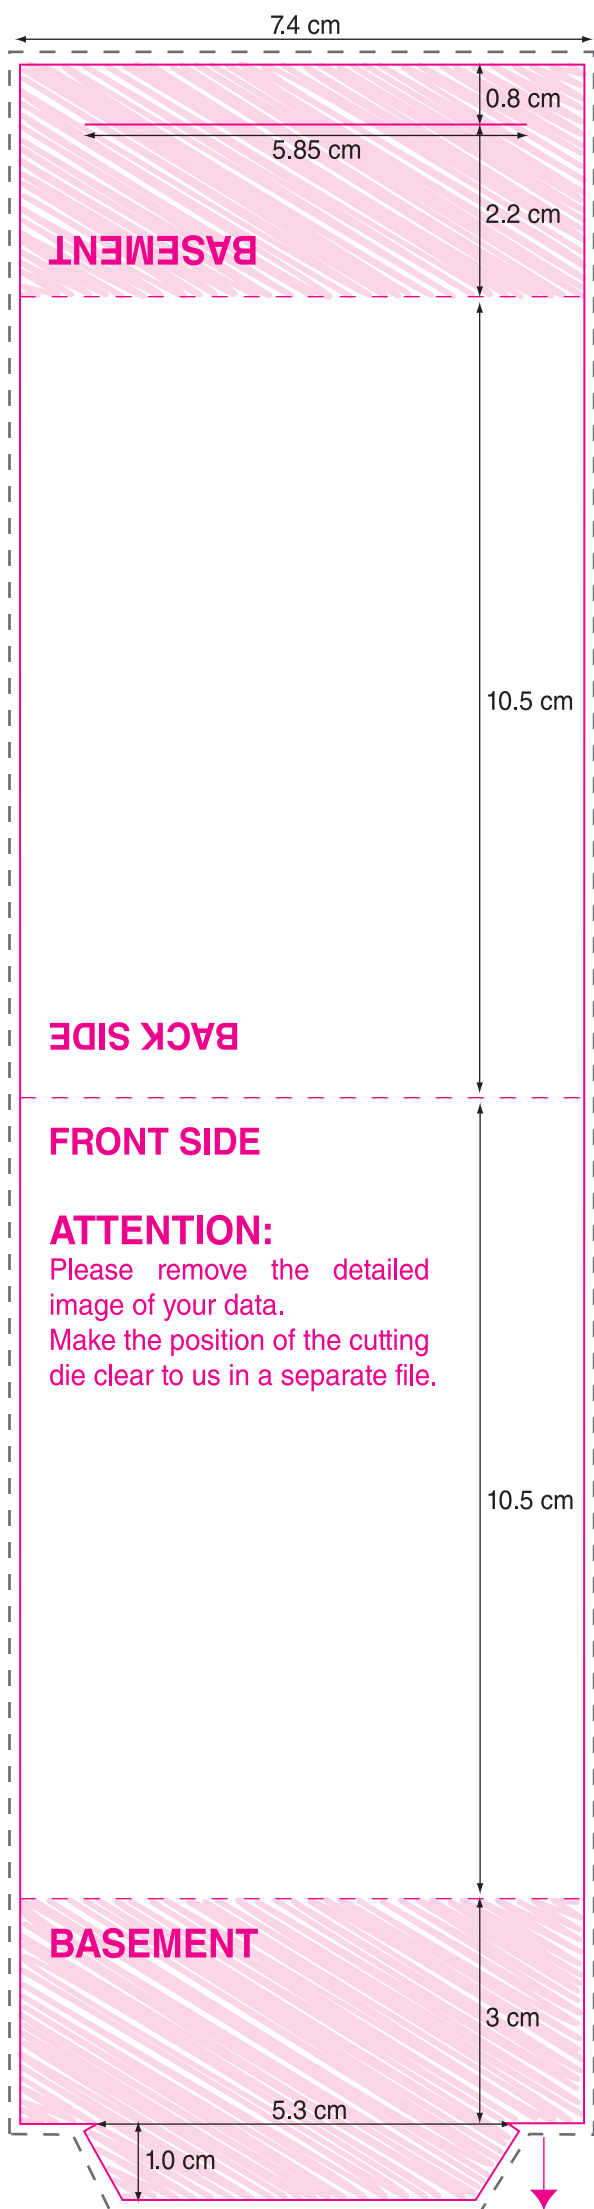 7.4 cm
0.8 cm
5.85 cm
2.2 cm
BASEMENT
10.5 cm
BACK SIDE
FRONT SIDE
ATTENTION:
Please remove the detailed
image of your data.
Make the position of the cutting
die clear to us in a separate file.
10.5 cm
BASEMENT
3 cm
5.3 cm
1.0 cm